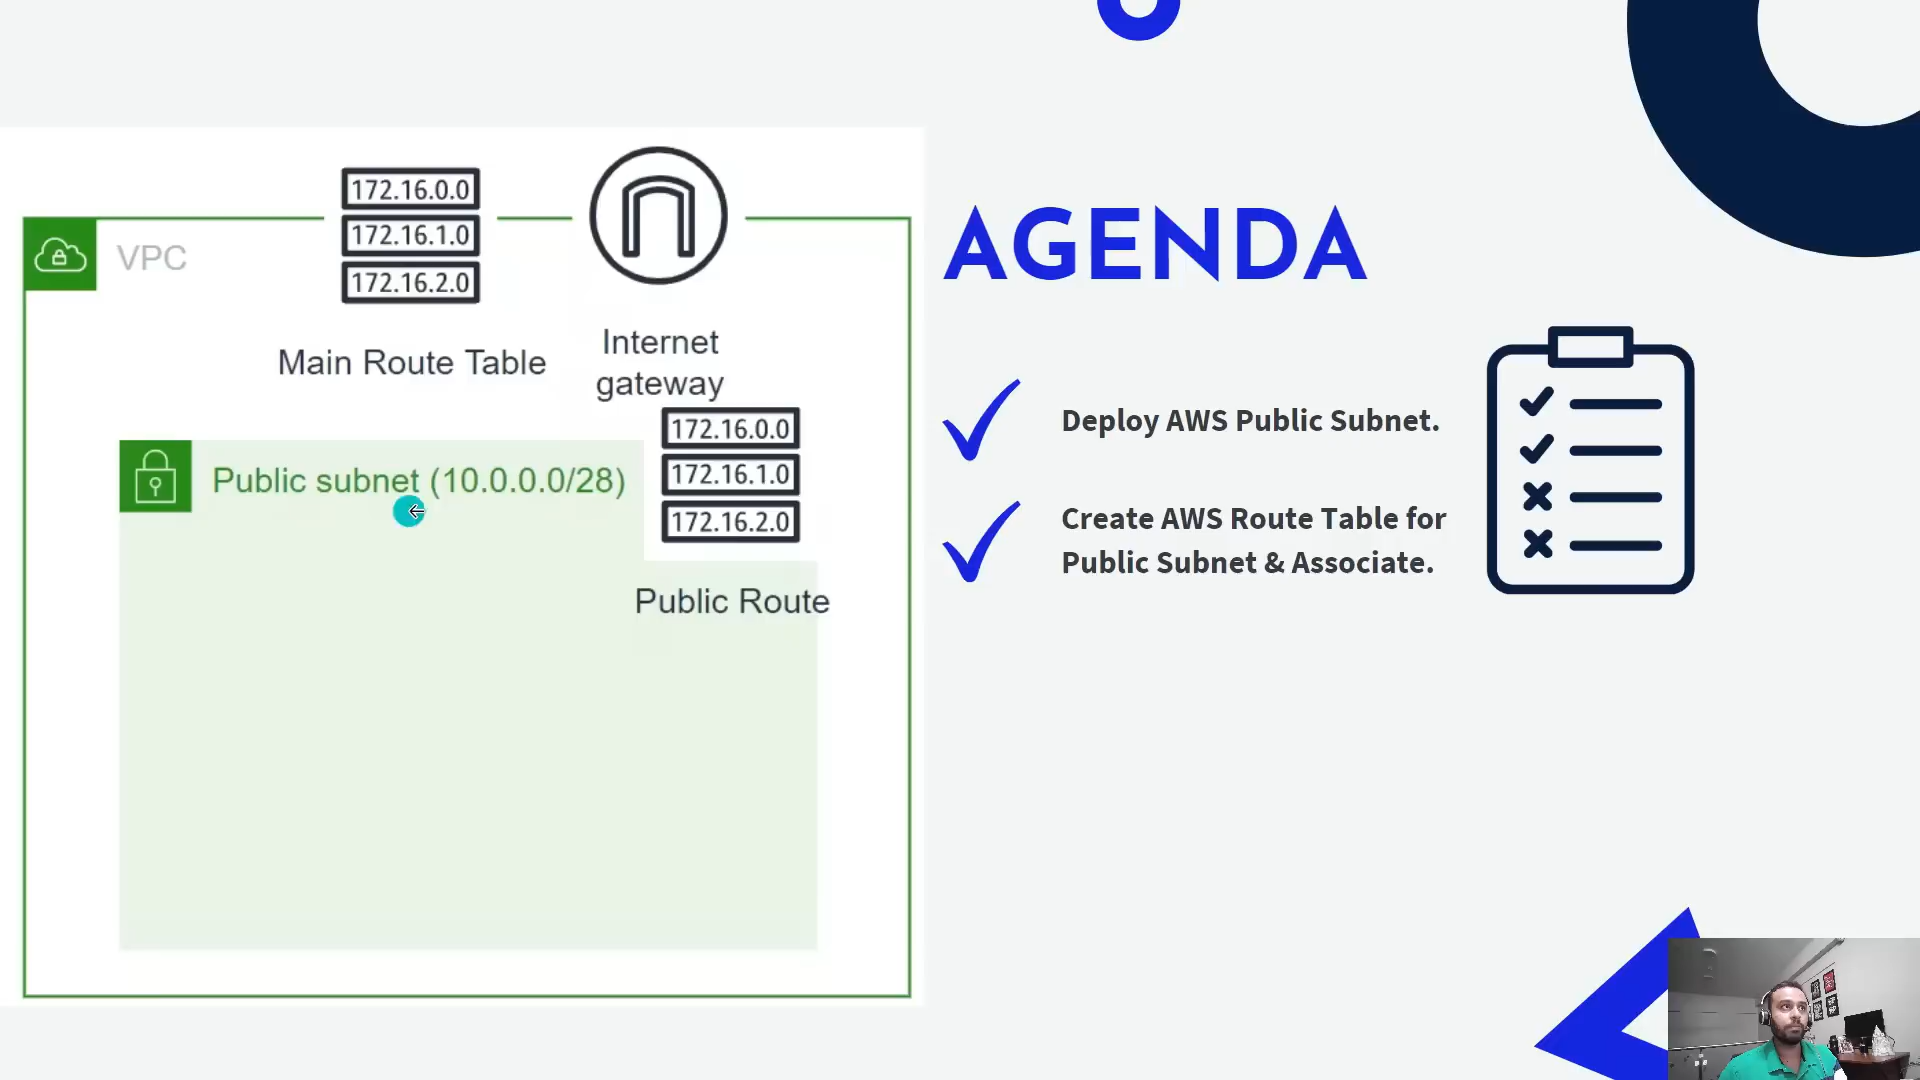 172.16.0.0
172.16.1.0
172.16.2.0
VPC
Main Route Table
Internet
gateway
Public subnet (10.0.0.0/28)
172.16.0.0
172.16.1.0
172.16.2.0
Public Route
AGENDA
Deploy AWS Public Subnet.
Create AWS Route Table for
Public Subnet & Associate.